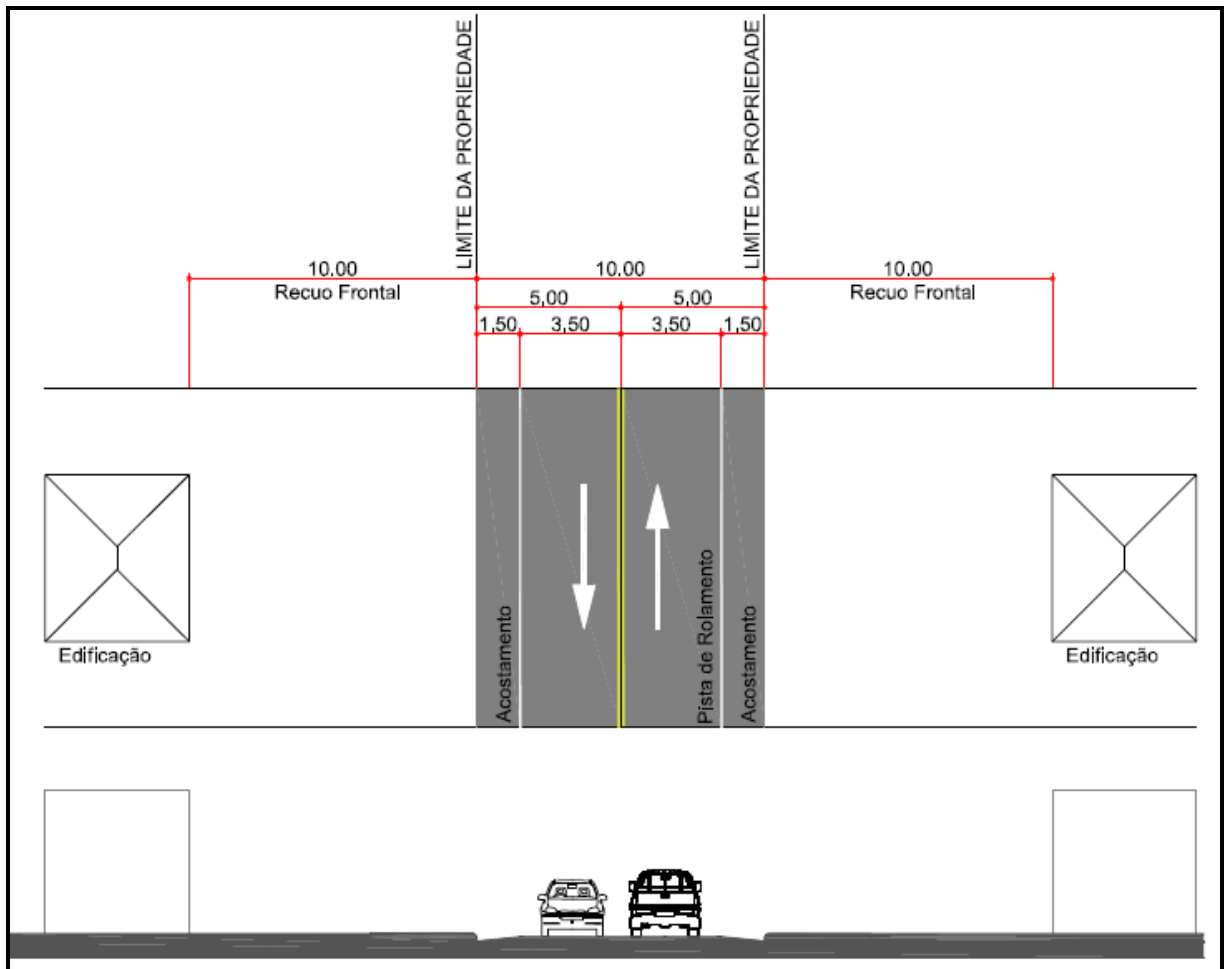 LIMITE DA PROPRIEDADE
LIMITE DA PROPRIEDADE
10.00
10.00
10.00
Recuo Frontal
Recuo Frontal
5,00
5,00
1,50
3,50
3,50
1,50
Acostamento
Pista de Rolamento
Acostamento
Edificação
Edificação